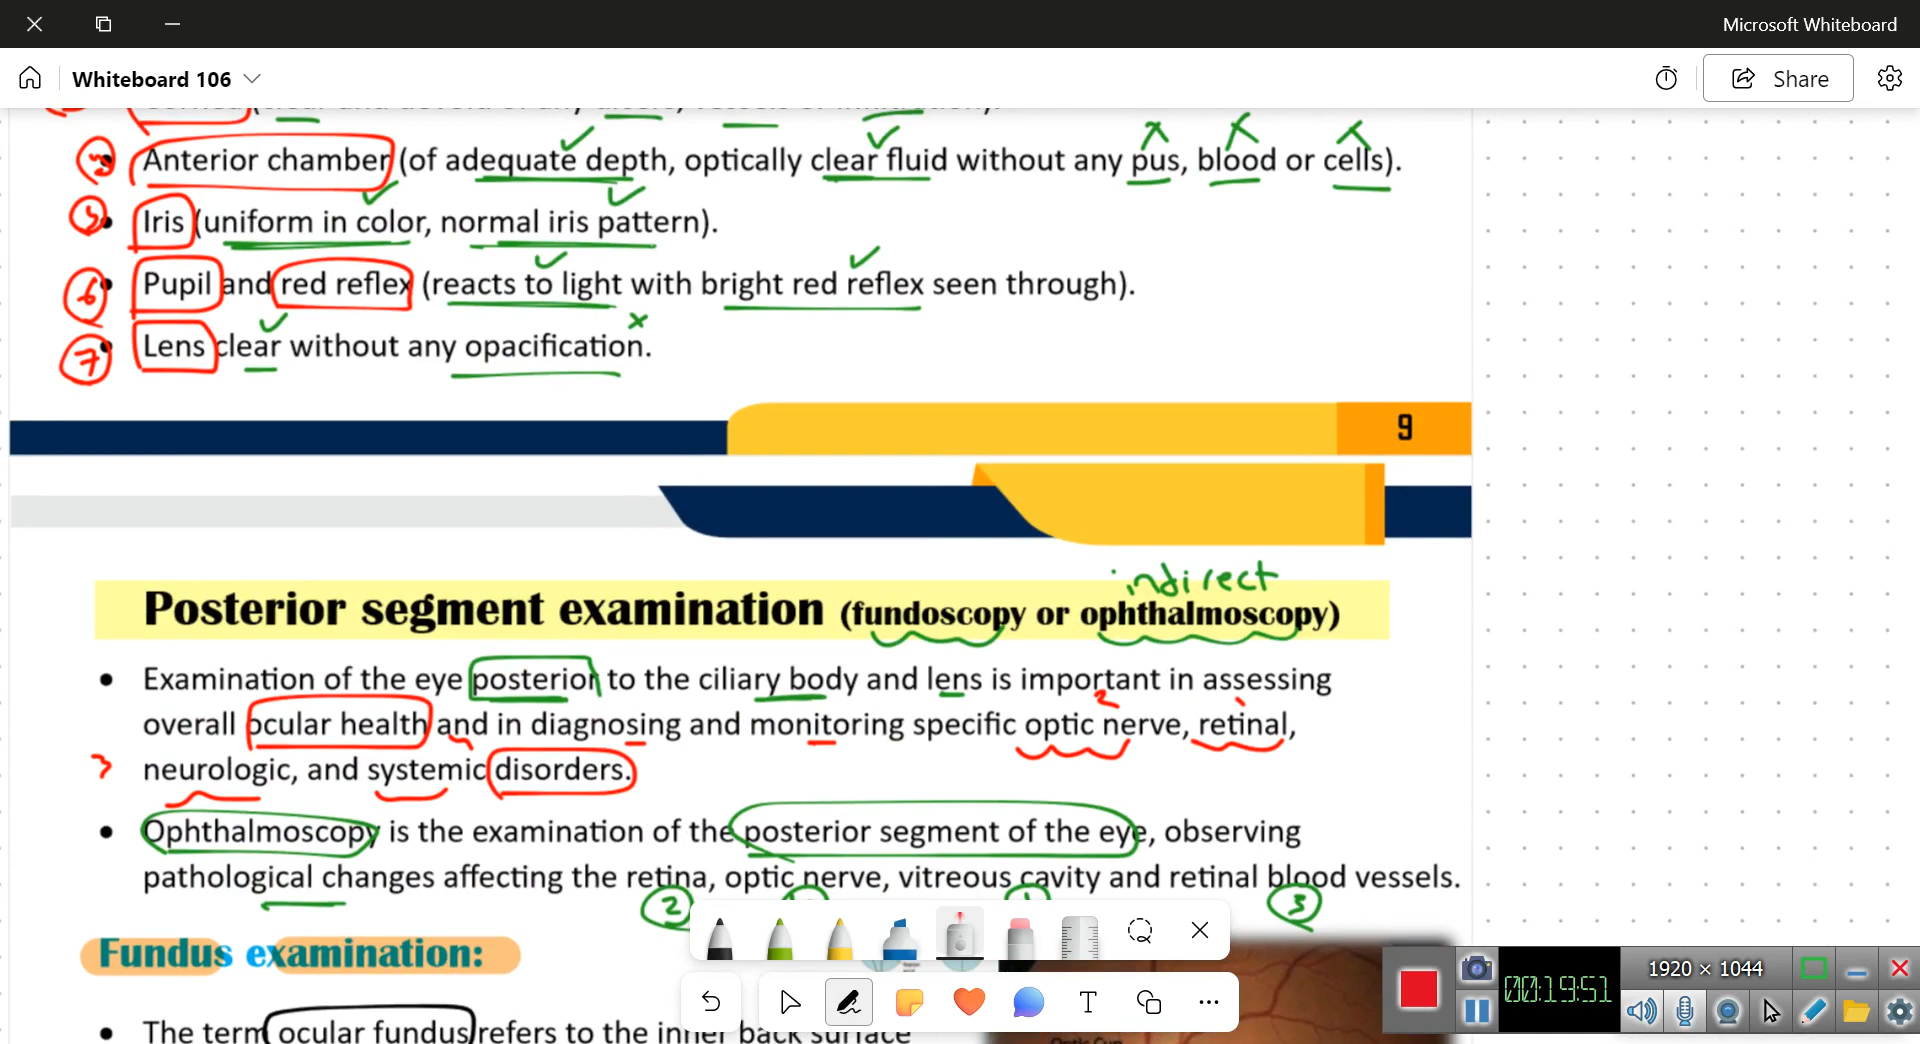 Microsoft Whiteboard
Whiteboard 106
Share
Anterior chamber (of adequate depth, optically clear fluid without any pus, blood or cells).
Iris (uniform in color, normal iris pattern).
6
Pupil and red reflex (reacts to light with bright red reflex seen through).
7
Lens clear without any opacification.
9
indirect
Posterior segment examination (fundoscopy or ophthalmoscopy)
Examination of the eye posterior to the ciliary body and lens is important in assessing
overall ocular health and in diagnosing and monitoring specific optic nerve, retinal,
neurologic, and systemic disorders.
Ophthalmoscopy is the examination of the posterior segment of the eye, observing
pathological changes affecting the retina, optic nerve, vitreous cavity and retinal blood vessels.
2
3
Fundus examination:
1920 × 1044
00:19:51
The term ocular fundus refers to the inner back surface